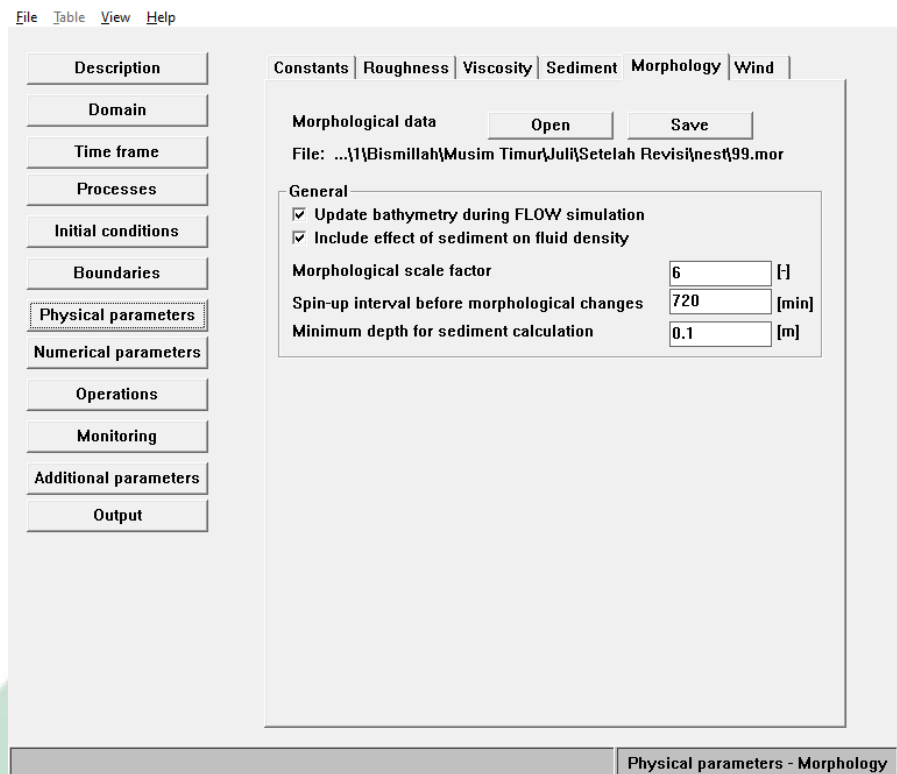 File Table View Help
Description
Domain
Time frame
Processes
Initial conditions
Boundaries
Physical parameters
Numerical parameters
Operations
Monitoring
Additional parameters
Output
Constants Roughness Viscosity Sediment Morphology Wind
Morphological data Open Save
File: ...\1\Bismillah\Musim Timur\Juli\Setelah Revisi\nest\99.mor
General
Update bathymetry during FLOW simulation
Include effect of sediment on fluid density
Morphological scale factor 6 [-]
Spin-up interval before morphological changes 720 [min]
Minimum depth for sediment calculation 0.1 [m]
Physical parameters - Morphology